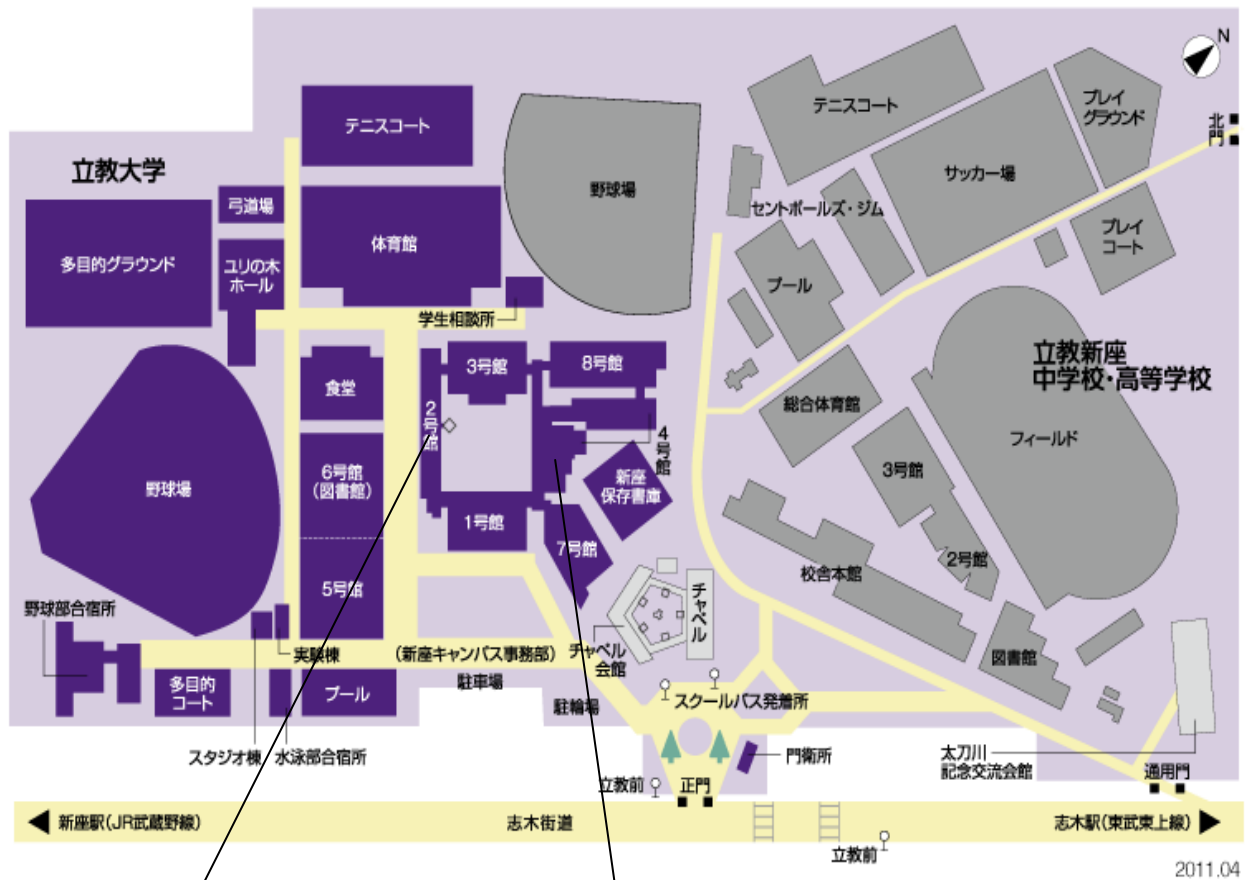 N
テニスコート
プレイ
グラウンド
テニスコート
北門
立教大学
野球場
サッカー場
弓道場
セントポールズ・ジム
体育館
プレイ
コート
多目的グラウンド
ユリの木
ホール
プール
学生相談所
立教新座
中学校・高等学校
3号館
8号館
食堂
総合体育館
2号館
4号館
フィールド
3号館
6号館
(図書館)
新座
保存書庫
野球場
1号館
7号館
2号館
校舎本館
5号館
チャペル
野球部合宿所
実験棟
(新座キャンパス事務部)
チャペル
会館
図書館
駐車場
多目的
コート
プール
駐輪場
スクールバス発着所
スタジオ棟
水泳部合宿所
門衛所
太刀川
記念交流会館
通用門
立教前
正門
新座駅(JR武蔵野線)
志木街道
志木駅(東武東上線)
立教前
2011.04